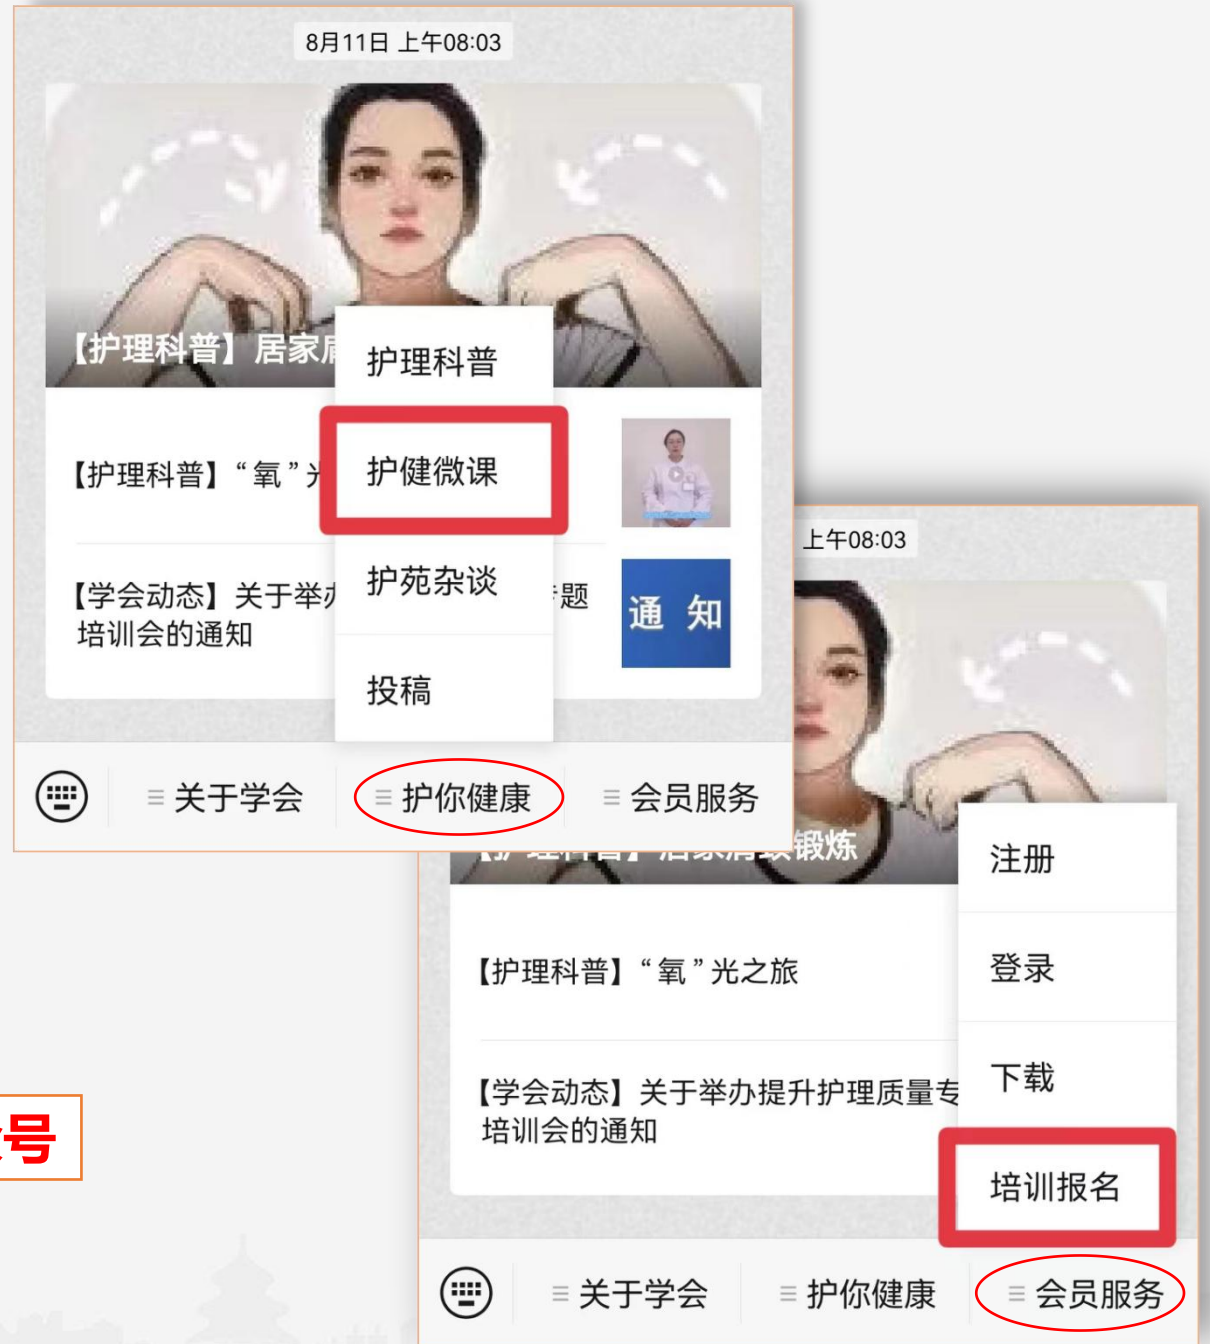 8月11日 上午08:03
【护理科普】居家
护理科普
护健微课
【护理科普】“氧”
护苑杂谈
【学会动态】关于举
题
培训会的通知
通 知
投稿
关于学会
护你健康
会员服务
上午08:03
锻炼
注册
【护理科普】“氧”光之旅
登录
下载
【学会动态】关于举办提升护理质量专
培训会的通知
号
培训报名
关于学会
护你健康
会员服务